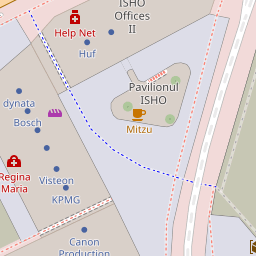 ISHO
Offices
II
Help Net
Huf
Pavilionul
ISHO
dynata
Bosch
Mitzu
Regina
Maria
Visteon
KPMG
Canon
Production